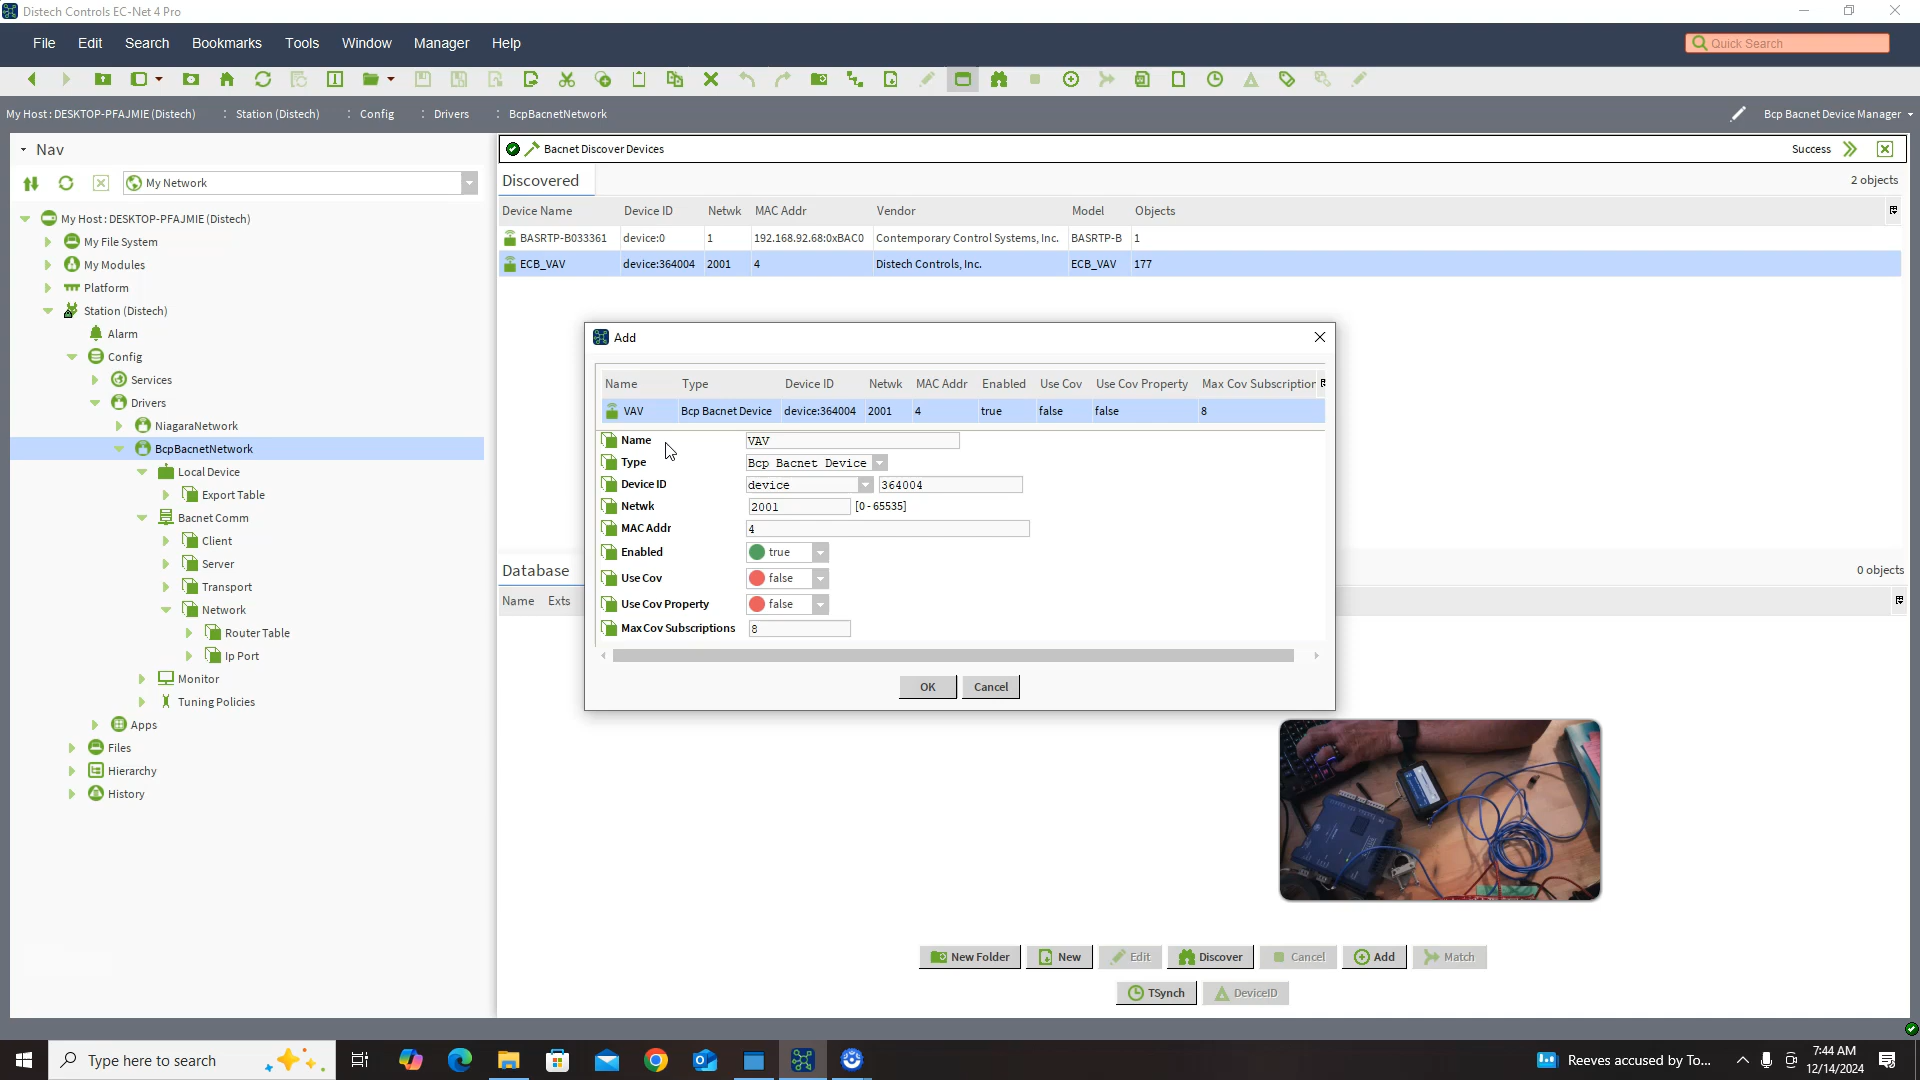 Distech Controls EC-Net 4 Pro
File Edit Search Bookmarks Tools Window Manager Help
Quick Search
My Host : DESKTOP-PFAJMIE (Distech) : Station (Distech) : Config : Drivers : BcpBacnetNetwork
Bcp Bacnet Device Manager
Nav
My Network
My Host : DESKTOP-PFAJMIE (Distech)
My File System
My Modules
Platform
Station (Distech)
Alarm
Config
Services
Drivers
NiagaraNetwork
BcpBacnetNetwork
Local Device
Export Table
Bacnet Comm
Client
Server
Transport
Network
Router Table
Ip Port
Monitor
Tuning Policies
Apps
Files
Hierarchy
History
Bacnet Discover Devices Success
Discovered 2 objects
Device Name Device ID Netwk MAC Addr Vendor Model Objects
BASRTP-B033361 device:0 1 192.168.92.68:0xBAC0 Contemporary Control Systems, Inc. BASRTP-B 1
ECB_VAV device:364004 2001 4 Distech Controls, Inc. ECB_VAV 177
Add
Name Type Device ID Netwk MAC Addr Enabled Use Cov Use Cov Property Max Cov Subscription
VAV Bcp Bacnet Device device:364004 2001 4 true false false 8
Name VAV
Type Bcp Bacnet Device
Device ID device 364004
Netwk 2001 [0 - 65535]
MAC Addr 4
Enabled true
Use Cov false
Use Cov Property false
Max Cov Subscriptions 8
OK Cancel
Database 0 objects
Name Exts
New Folder New Edit Discover Cancel Add Match
TSynch DeviceID
Type here to search
Reeves accused by To...
7:44 AM
12/14/2024